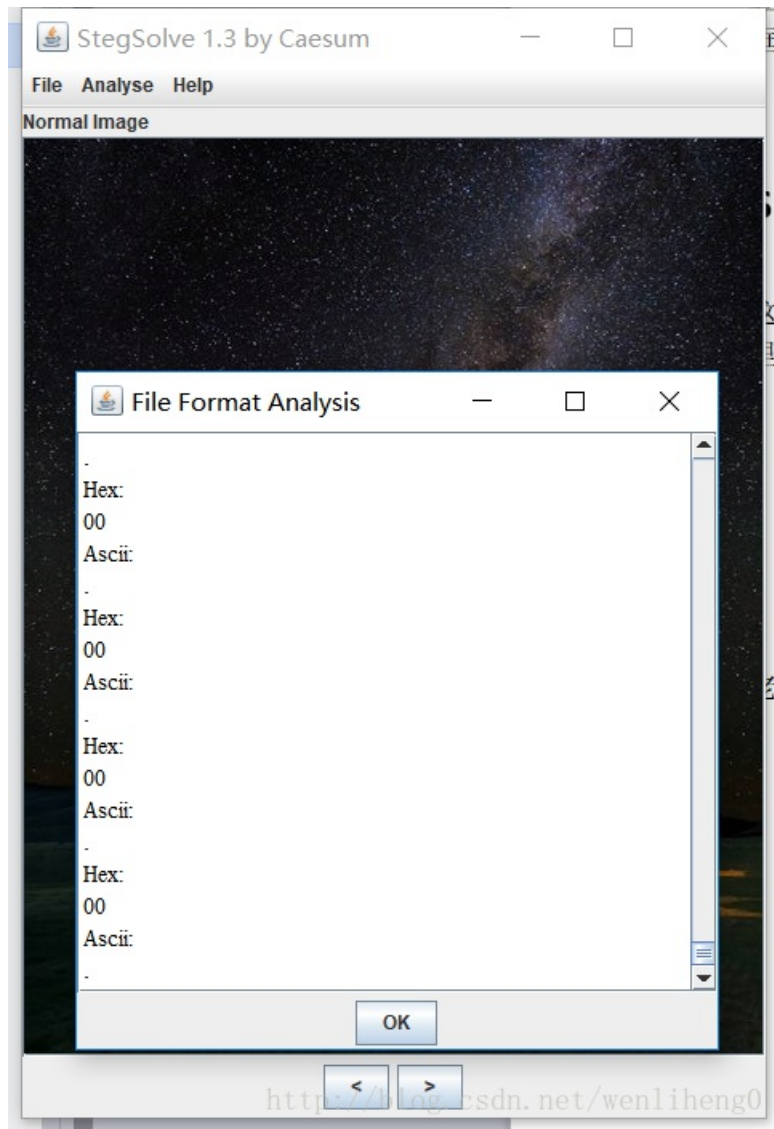 StegSolve 1.3 by Caesum
File Analyse Help
Normal Image
File Format Analysis
.
Hex:
00
Ascii:
.
Hex:
00
Ascii:
.
Hex:
00
Ascii:
.
Hex:
00
Ascii:
.
OK
< >
http://blog.csdn.net/wenliheng0